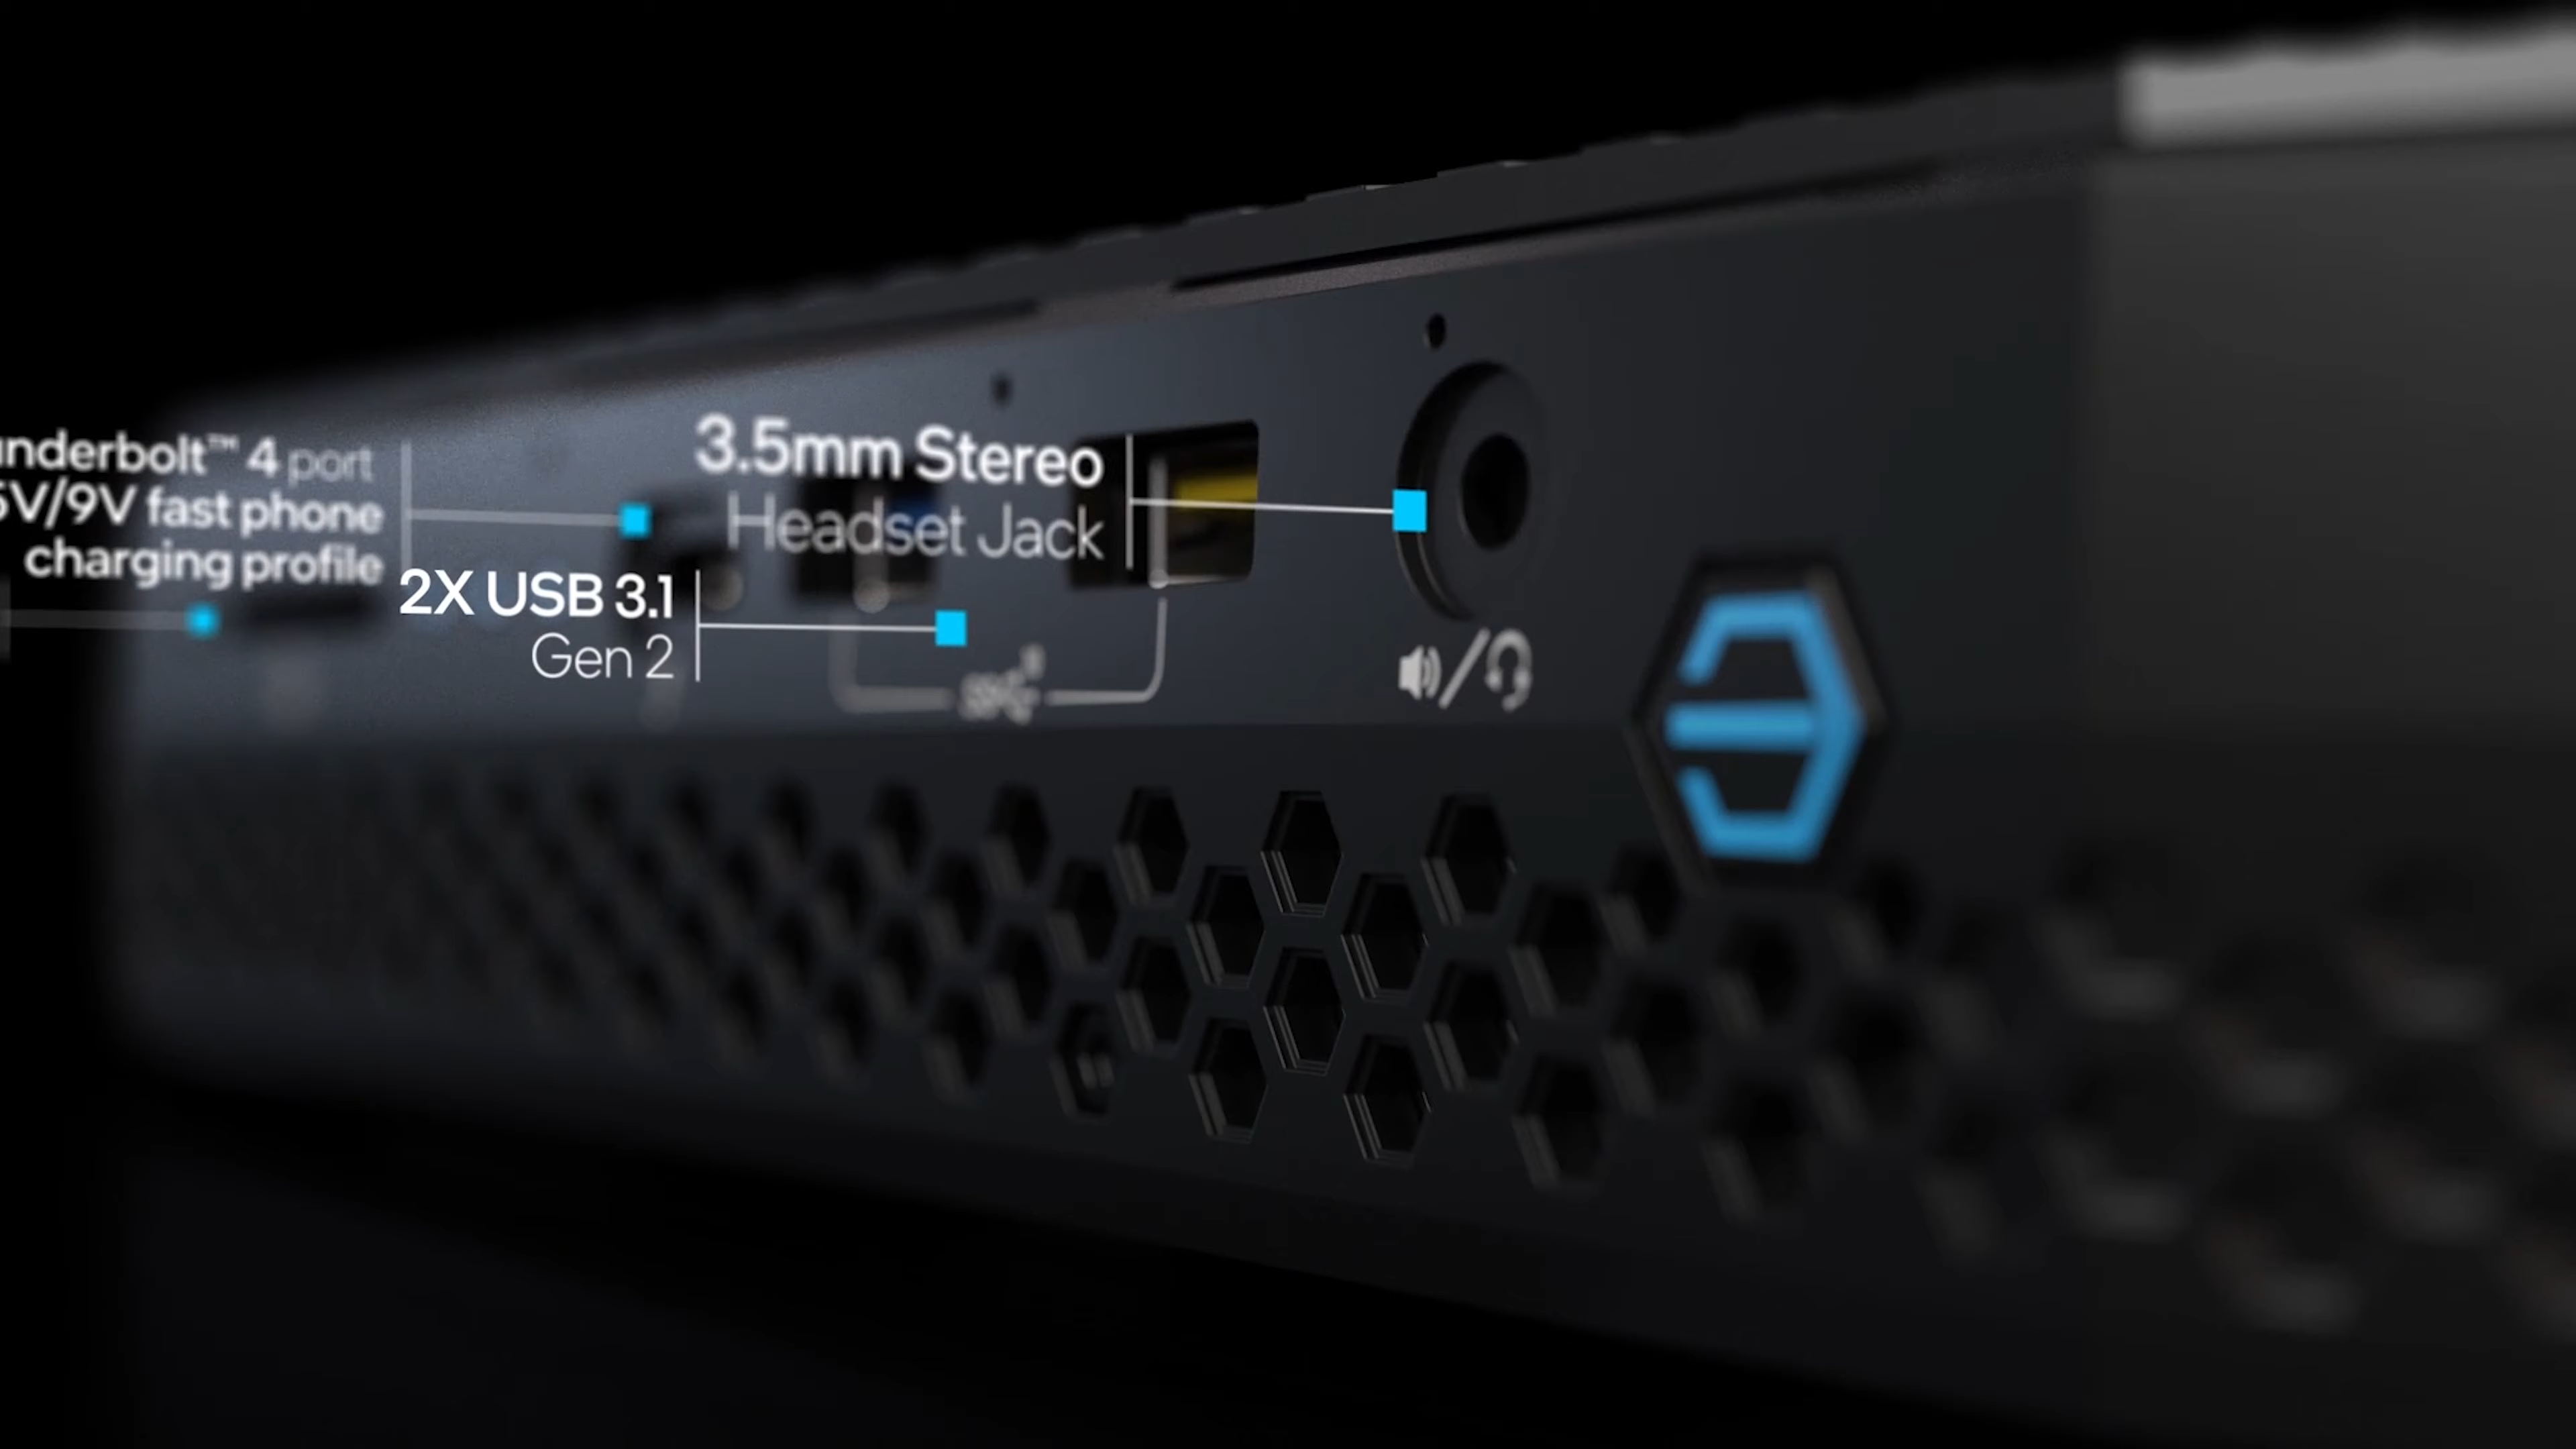 underbolt™ 4 port
5V/9V fast phone
charging profile
3.5mm Stereo
Headset Jack
2X USB 3.1
Gen 2